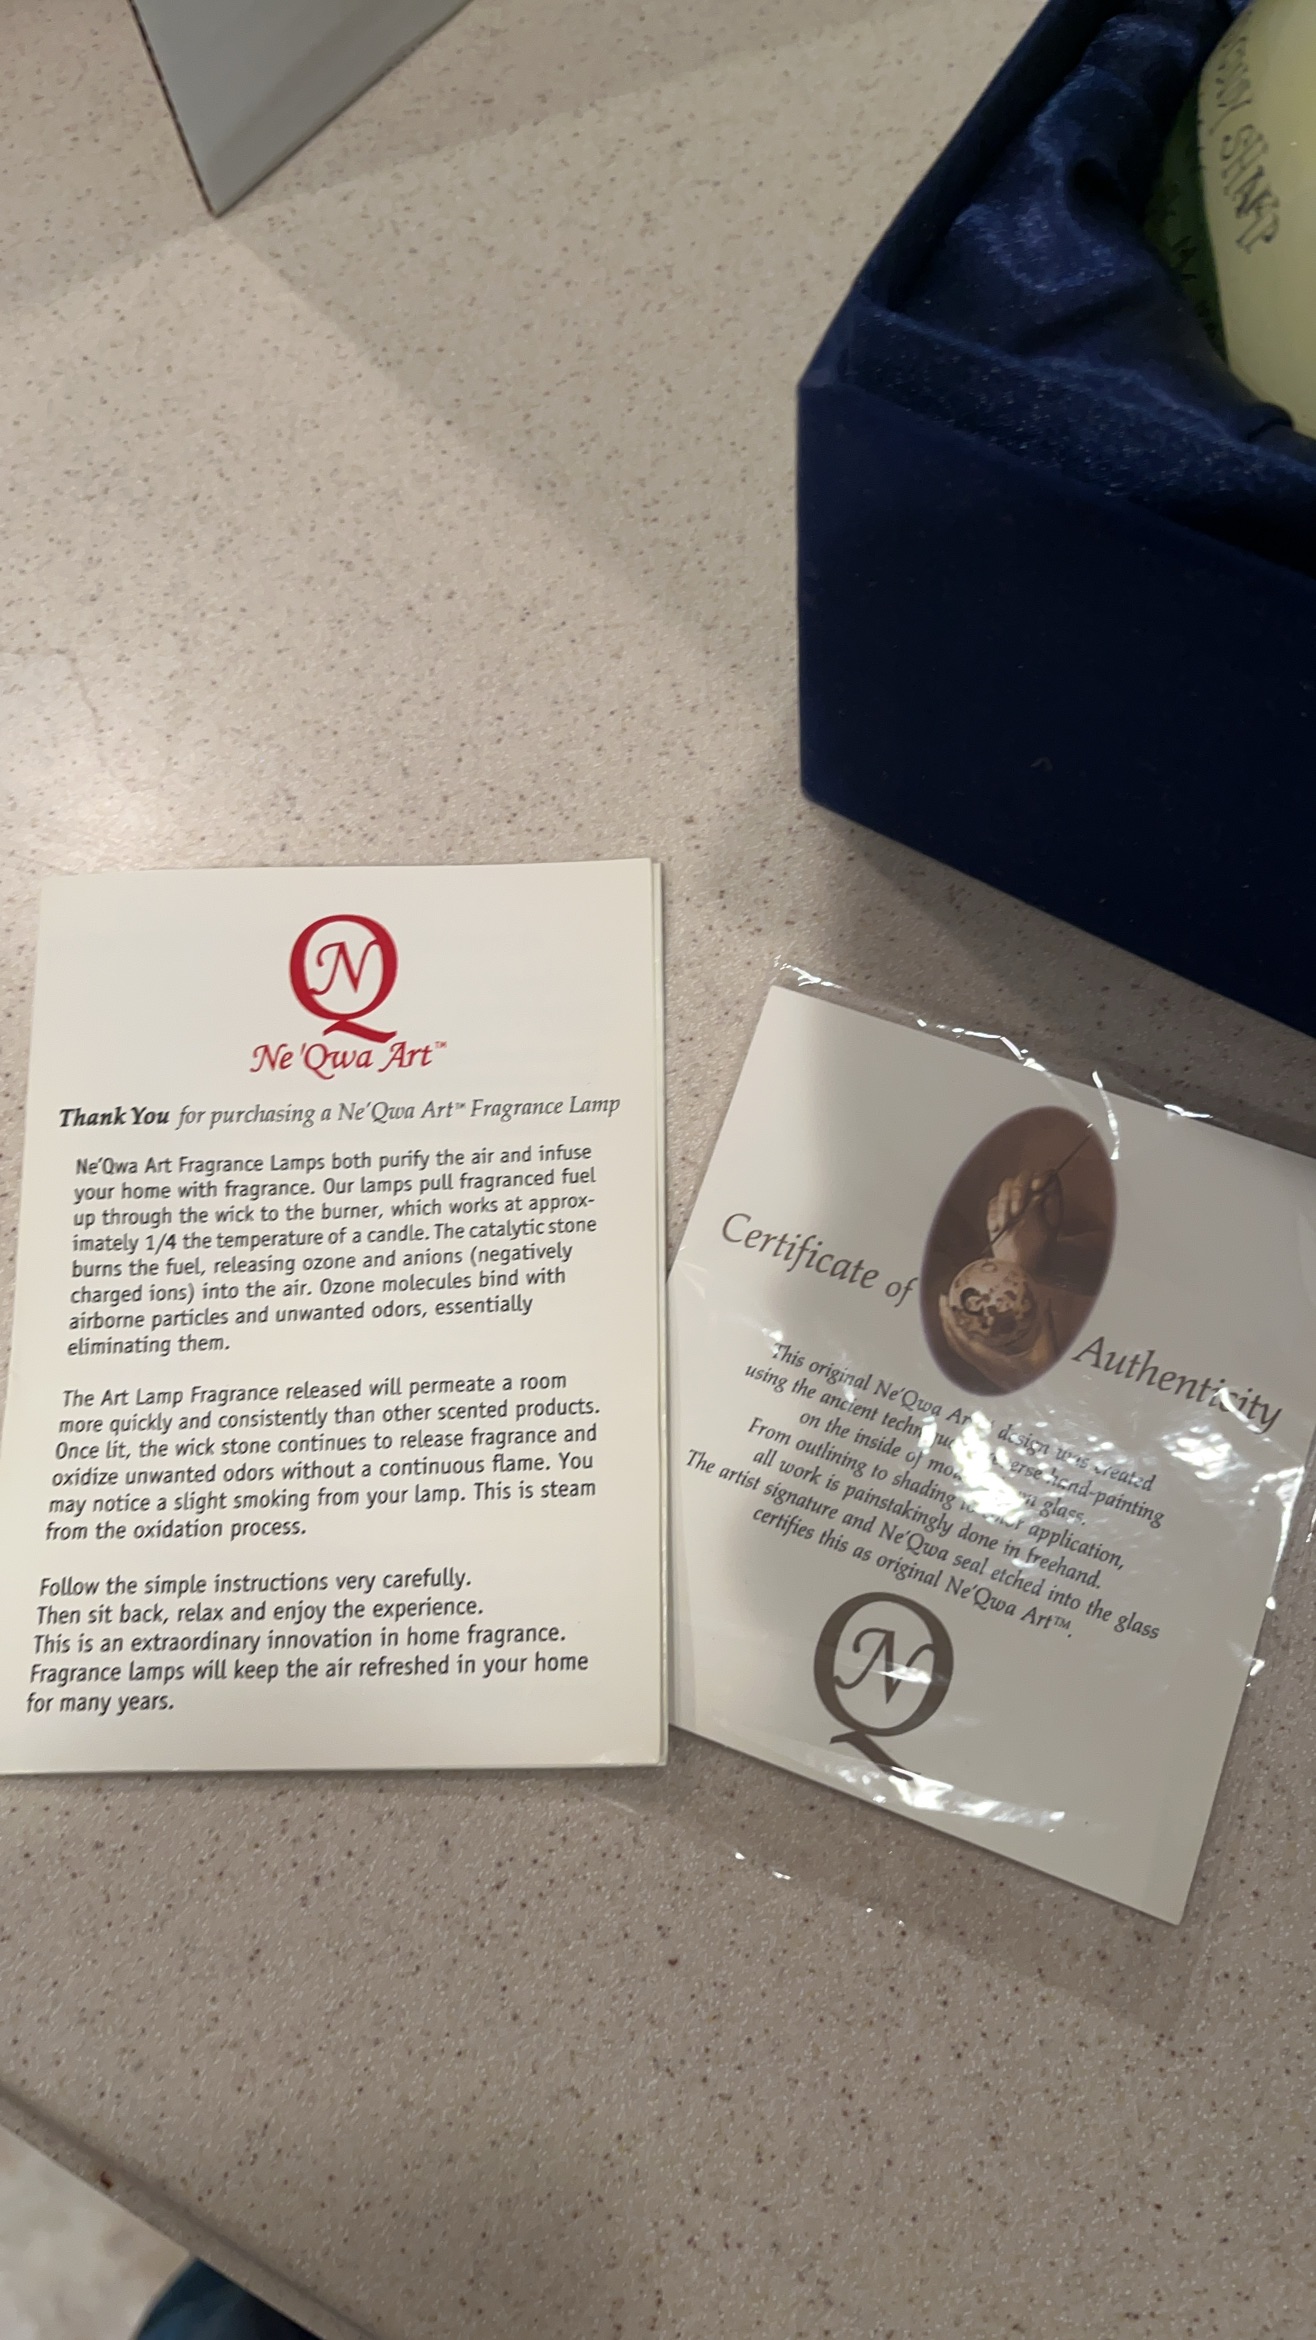 SHARP
N
Ne'Qwa Art™
Thank You for purchasing a Ne'Qwa Art™ Fragrance Lamp
Ne'Qwa Art Fragrance Lamps both purify the air and infuse
your home with fragrance. Our lamps pull fragranced fuel
up through the wick to the burner, which works at approx-
imately 1/4 the temperature of a candle. The catalytic stone
burns the fuel, releasing ozone and anions (negatively
charged ions) into the air. Ozone molecules bind with
airborne particles and unwanted odors, essentially
eliminating them.
The Art Lamp Fragrance released will permeate a room
more quickly and consistently than other scented products.
Once lit, the wick stone continues to release fragrance and
oxidize unwanted odors without a continuous flame. You
may notice a slight smoking from your lamp. This is steam
from the oxidation process.
Follow the simple instructions very carefully.
Then sit back, relax and enjoy the experience.
This is an extraordinary innovation in home fragrance.
Fragrance lamps will keep the air refreshed in your home
for many years.
Certificate of
Authenticity
This original Ne'Qwa Art design was created
using the ancient technique hand-painting
on the inside of glass.
From outlining to shading to application,
all work is painstakingly done in freehand.
The artist signature and Ne'Qwa seal etched into the glass
certifies this as original Ne'Qwa Art™.
QN